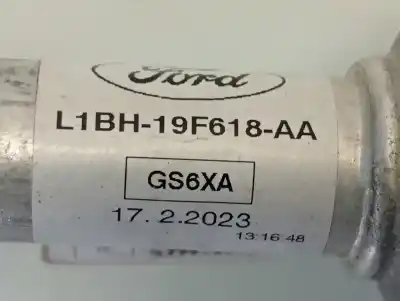 Ford
L1BH-19F618-AA
GS6XA
17. 2.2023
13:16:48